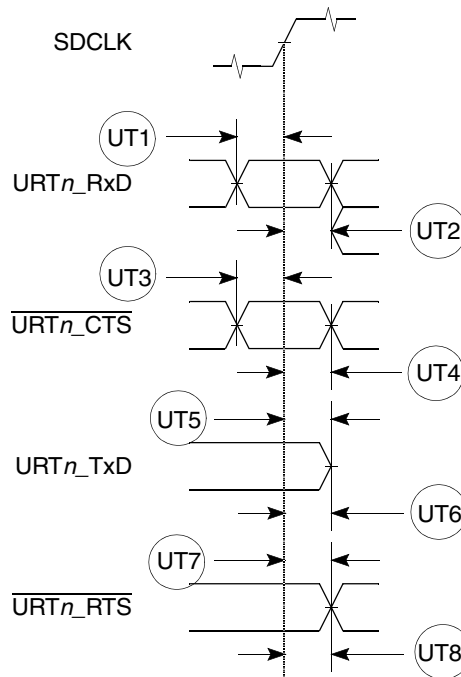 SDCLK
UT1
URTn_RxD
UT2
UT3
URTn_CTS
UT4
UT5
URTn_TxD
UT6
UT7
URTn_RTS
UT8